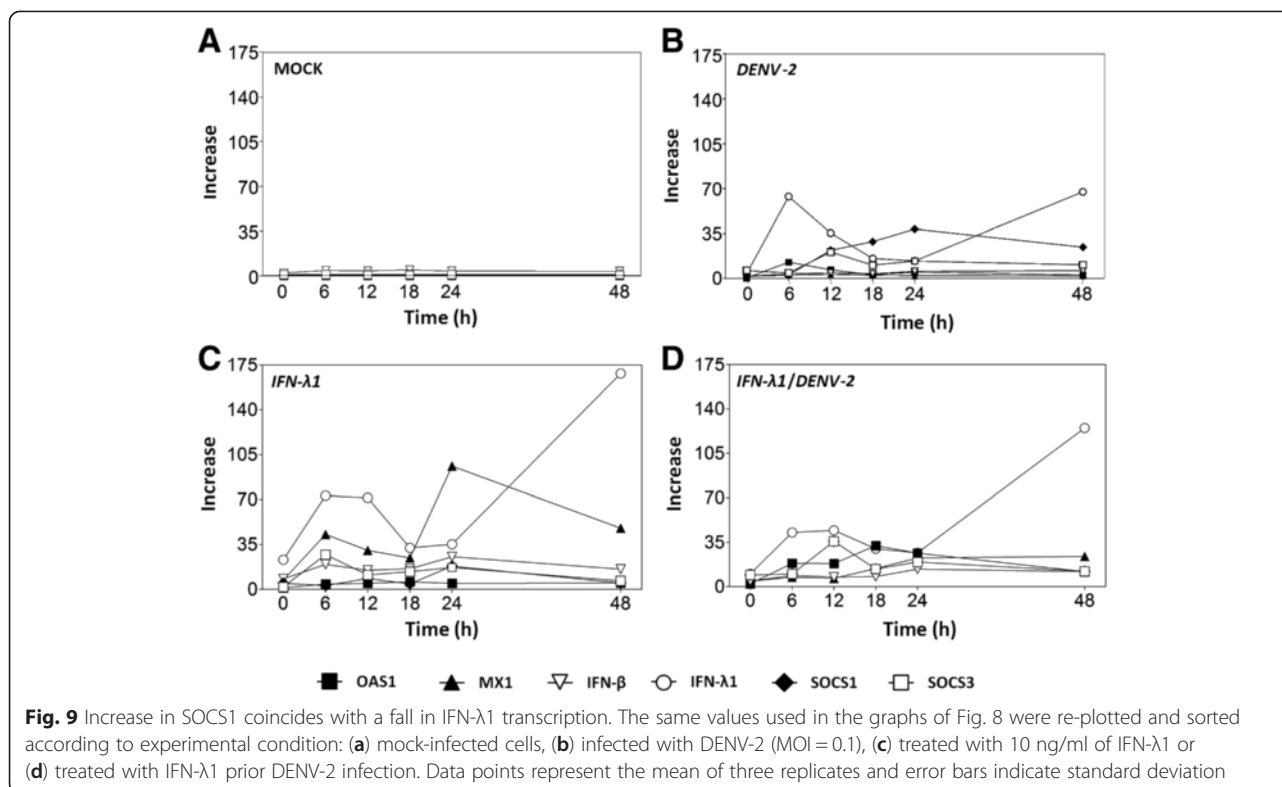 A
MOCK
175
140
105
70
35
0
Increase
0 6 12 18 24 48
Time (h)
B
DENV-2
175
140
105
70
35
0
Increase
0 6 12 18 24 48
Time (h)
C
IFN-λ1
175
140
105
70
35
0
Increase
0 6 12 18 24 48
Time (h)
D
IFN-λ1/DENV-2
175
140
105
70
35
0
Increase
0 6 12 18 24 48
Time (h)
OAS1 MX1 IFN-β IFN-λ1 SOCS1 SOCS3
Fig. 9 Increase in SOCS1 coincides with a fall in IFN-λ1 transcription. The same values used in the graphs of Fig. 8 were re-plotted and sorted
according to experimental condition: (a) mock-infected cells, (b) infected with DENV-2 (MOI = 0.1), (c) treated with 10 ng/ml of IFN-λ1 or
(d) treated with IFN-λ1 prior DENV-2 infection. Data points represent the mean of three replicates and error bars indicate standard deviation